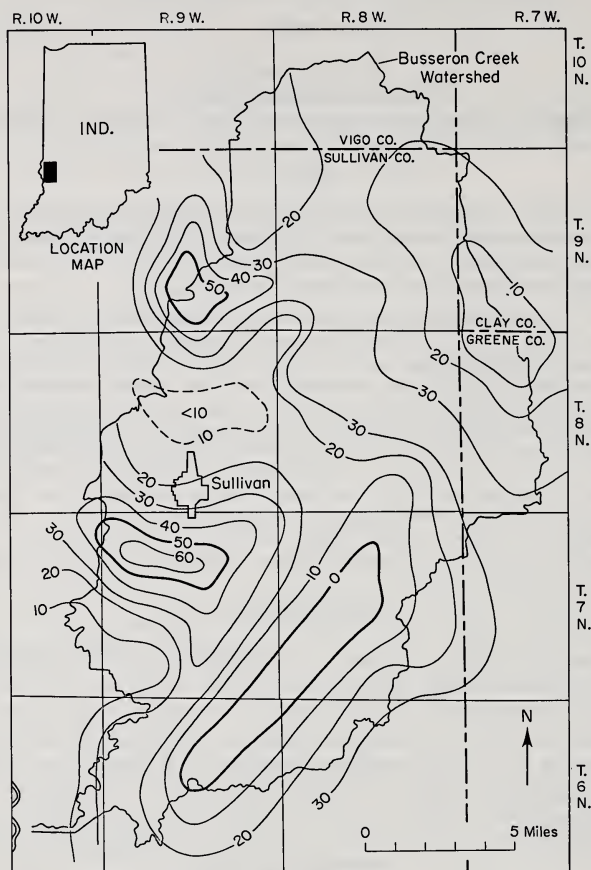 R. 10 W. R. 9 W. R. 8 W. R. 7 W.
T. 10 N.
Busseron Creek
Watershed
IND.
VIGO CO.
SULLIVAN CO.
LOCATION
MAP
20
T. 9 N.
30
40
50
10
CLAY CO.
GREENE CO.
20
30
30
<10
10
20
T. 8 N.
20
30
Sullivan
40
30
50
60
20
10
0
10
T. 7 N.
N
T. 6 N.
30
20
0 5 Miles